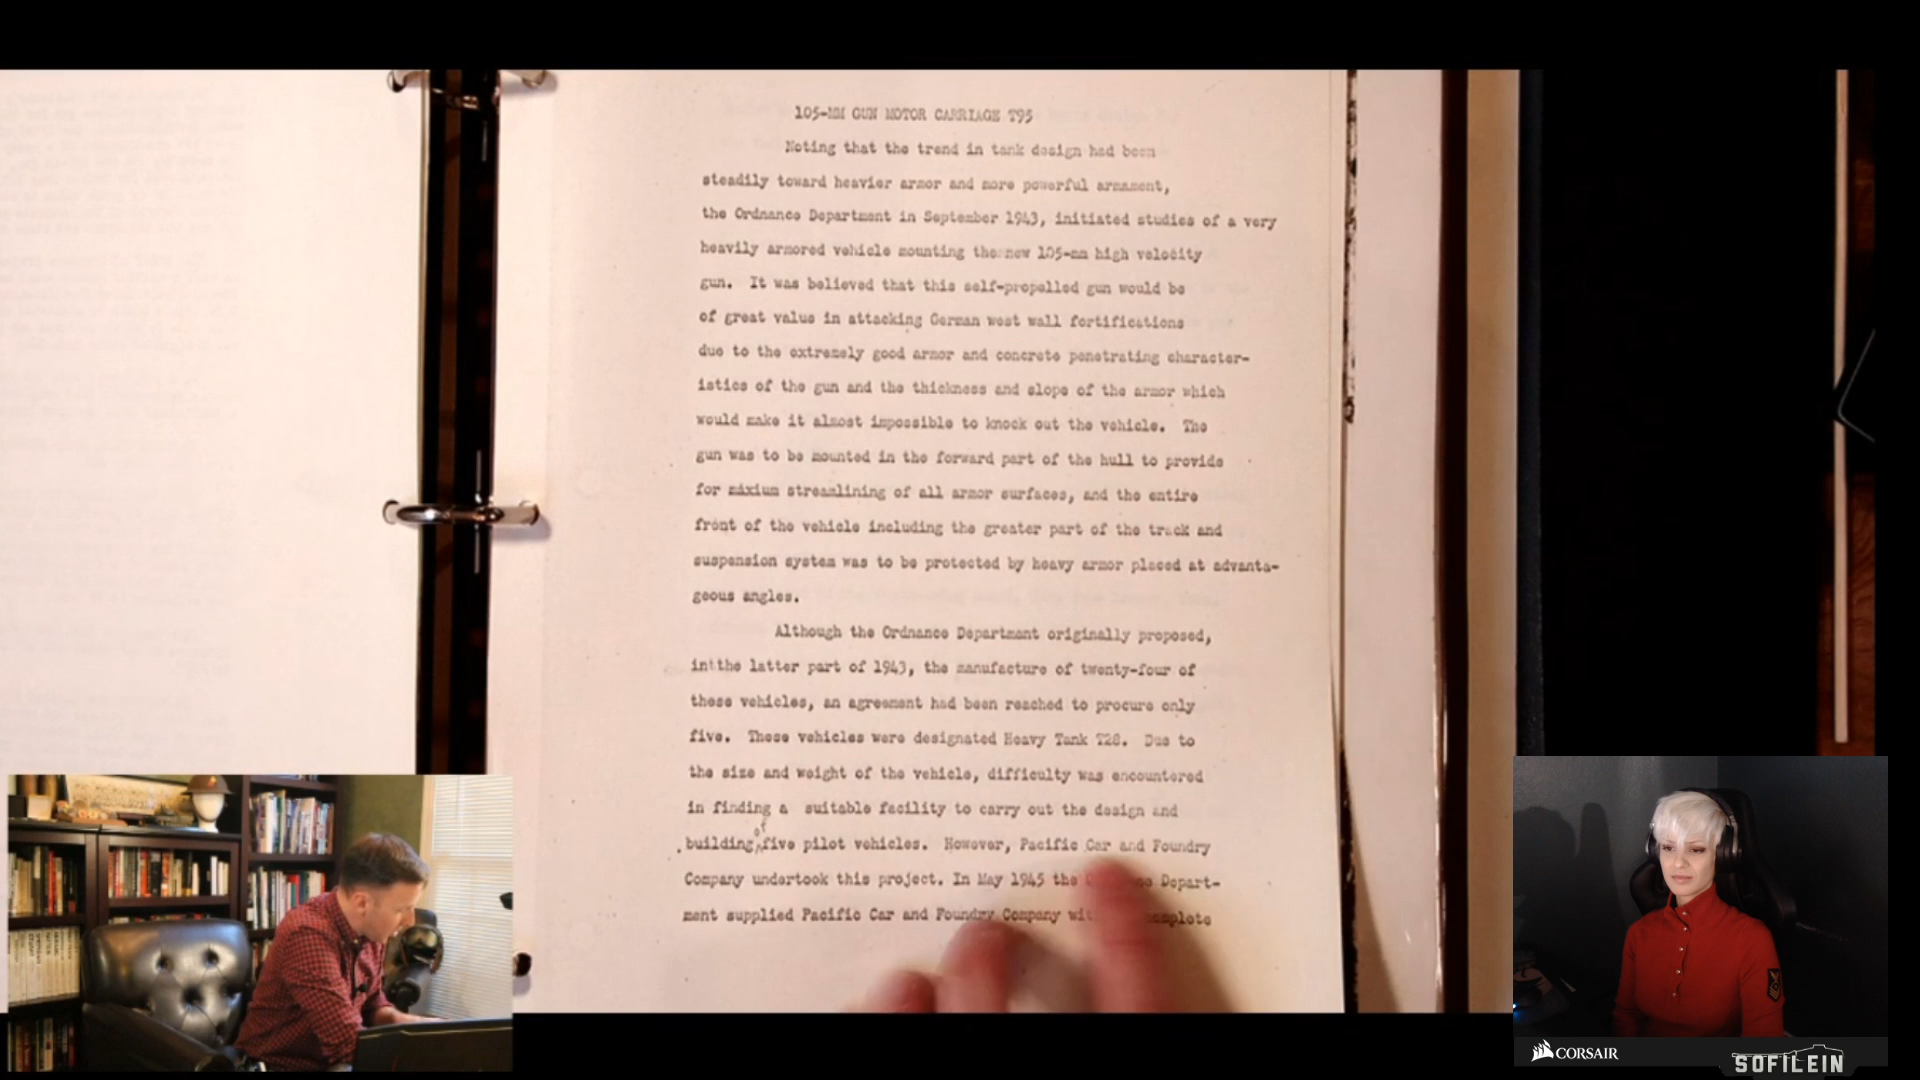 105-MM GUN MOTOR CARRIAGE T95
Noting that the trend in tank design had been
steadily toward heavier armor and more powerful armament,
the Ordnance Department in September 1943, initiated studies of a very
heavily armored vehicle mounting the new 105-mm high velocity
gun. It was believed that this self-propelled gun would be
of great value in attacking German west wall fortifications
due to the extremely good armor and concrete penetrating character-
istics of the gun and the thickness and slope of the armor which
would make it almost impossible to knock out the vehicle. The
gun was to be mounted in the forward part of the hull to provide
for máxium streamlining of all armor surfaces, and the entire
front of the vehicle including the greater part of the track and
suspension system was to be protected by heavy armor placed at advanta-
geous angles.
Although the Ordnance Department originally proposed,
in the latter part of 1943, the manufacture of twenty-four of
these vehicles, an agreement had been reached to procure only
five. These vehicles were designated Heavy Tank T28. Due to
the size and weight of the vehicle, difficulty was encountered
in finding a suitable facility to carry out the design and
building of five pilot vehicles. However, Pacific Car and Foundry
Company undertook this project. In May 1945 the Depart-
ment supplied Pacific Car and Foundry Company
CORSAIR
SOFILEIN